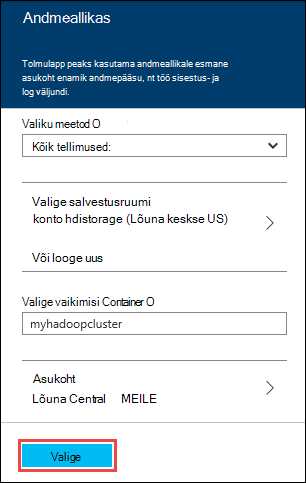 Andmeallikas
Tolmulapp peaks kasutama andmeallikale esmane
asukoht enamik andmepääsu, nt töö sisestus- ja
log väljundi.
Valiku meetod O
Kõik tellimused:
Valige salvestusruumi
konto hdistorage (Lõuna keskse US)
Või looge uus
Valige vaikimisi Container O
myhadoopcluster
Asukoht
Lõuna Central MEILE
Valige